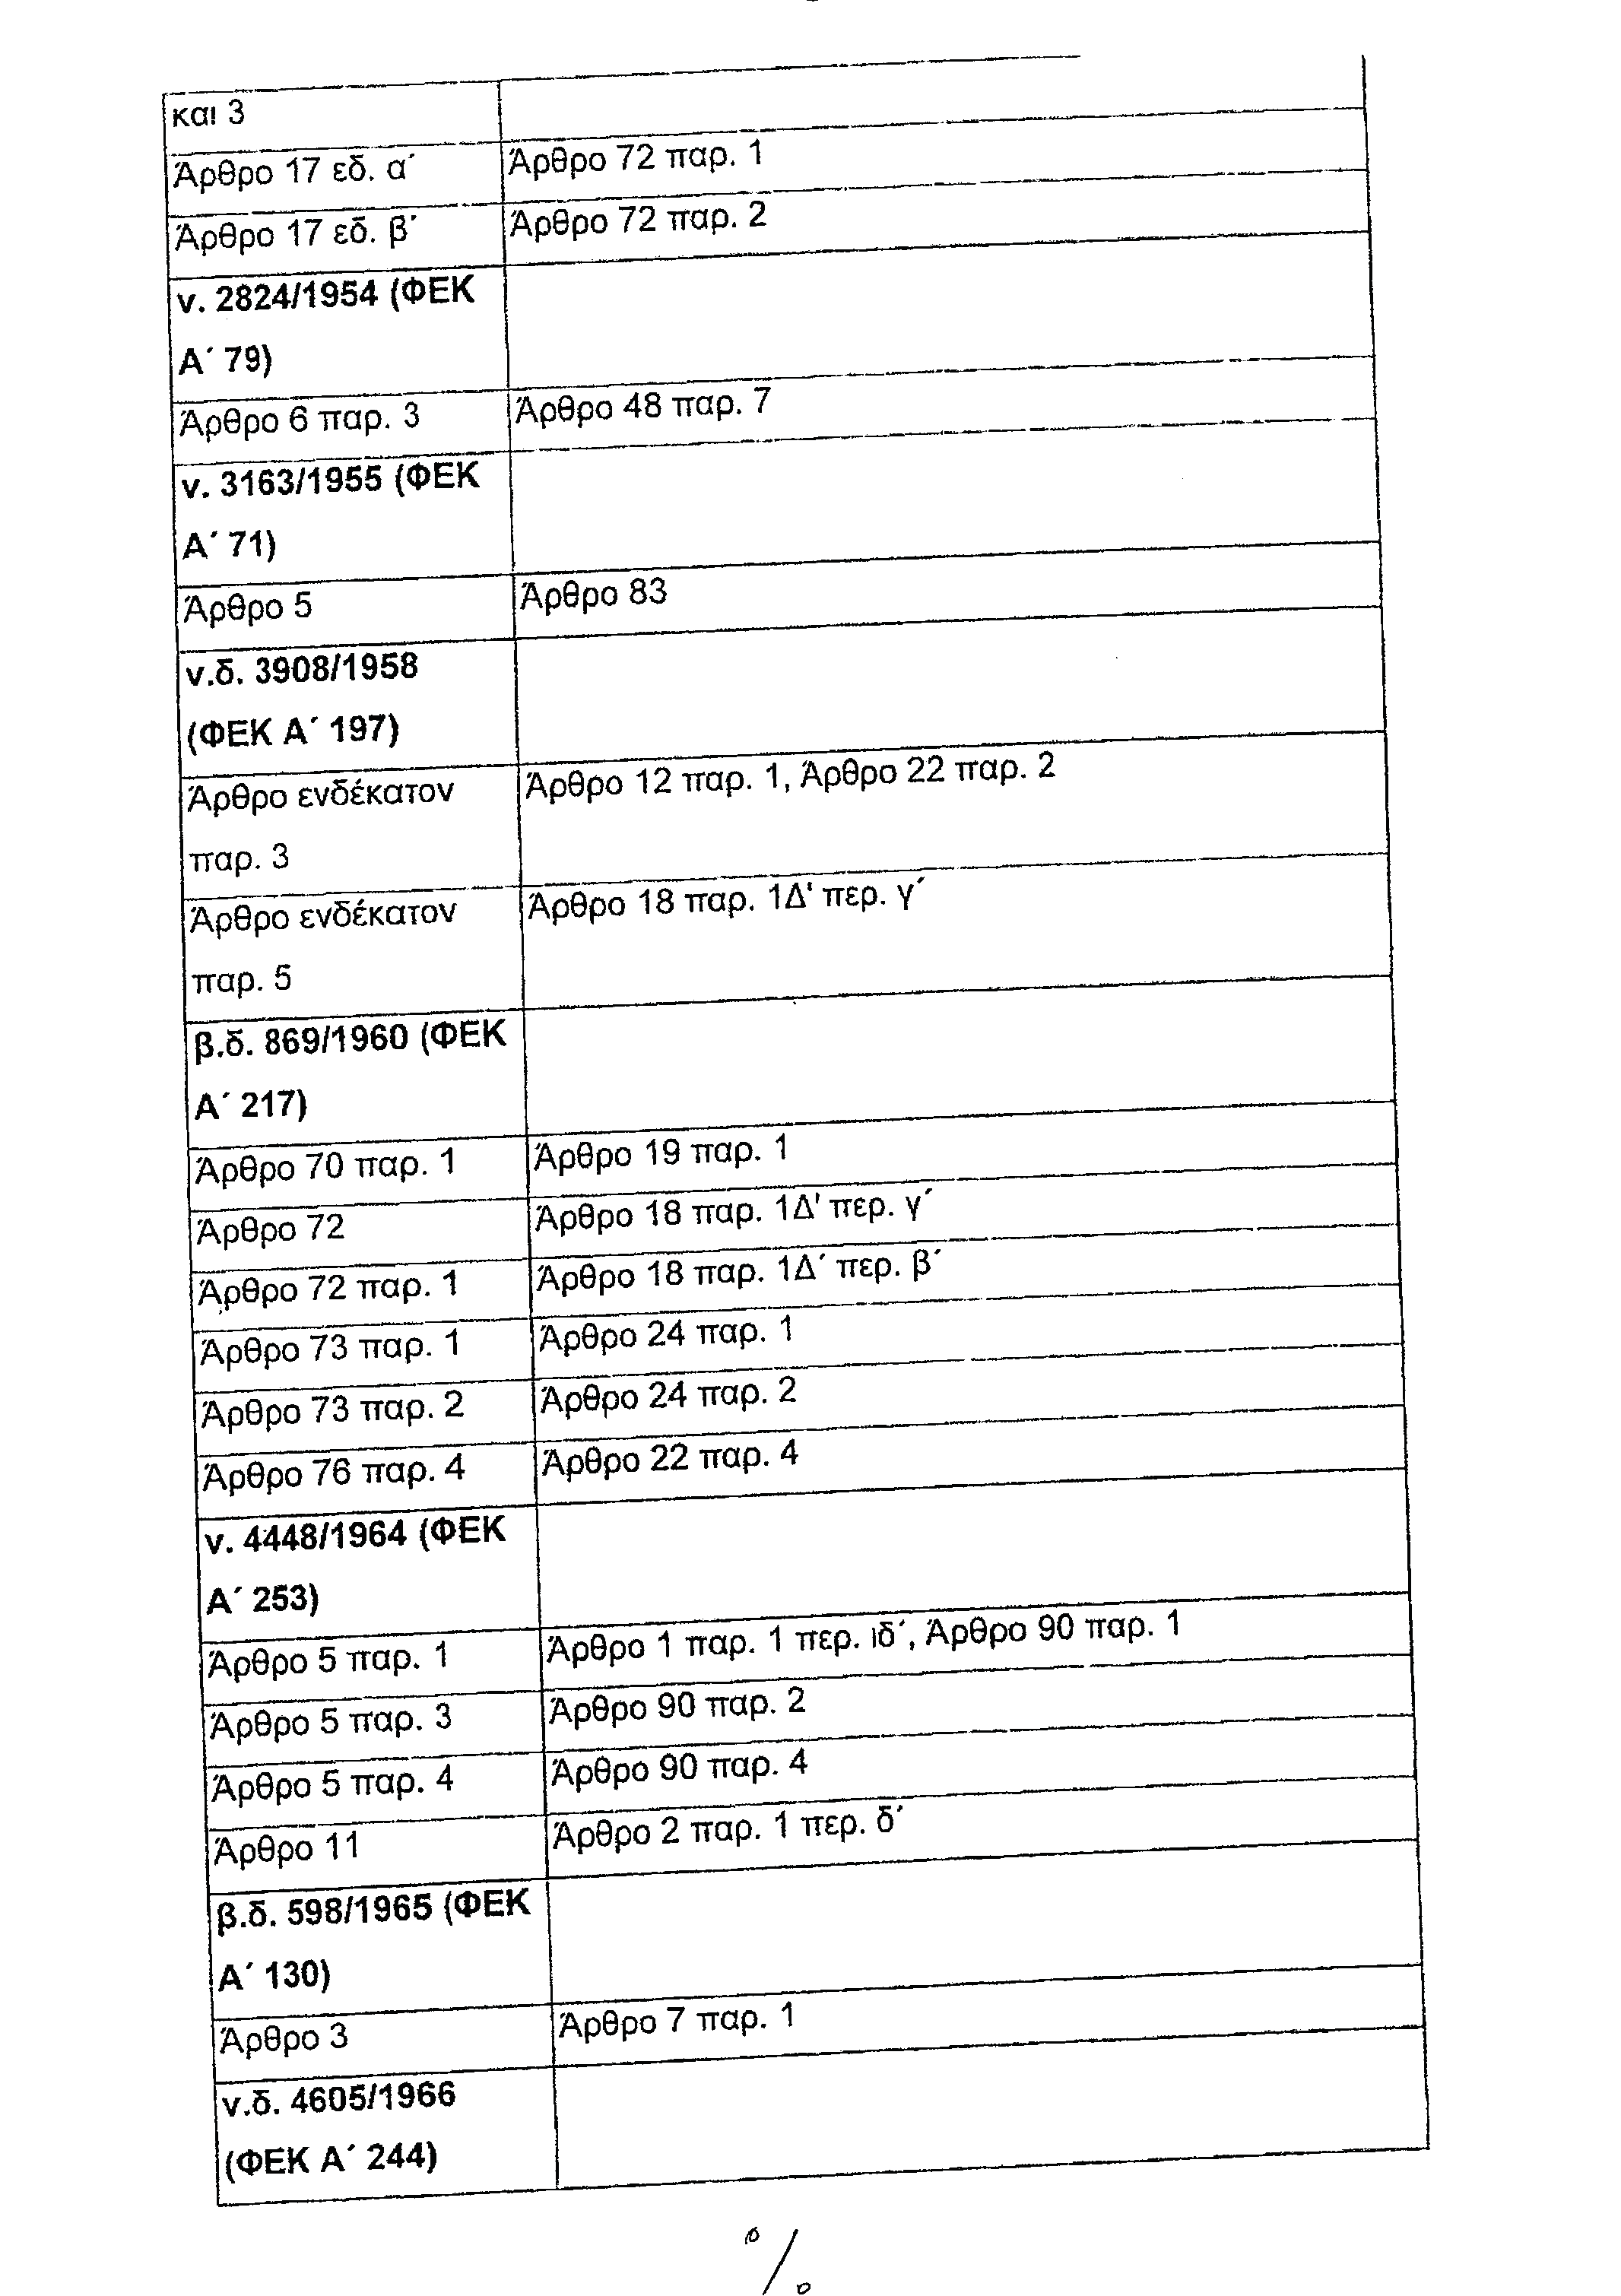 και 3
Άρθρο 17 εδ. α΄ Άρθρο 72 παρ. 1
Άρθρο 17 εδ. β΄ Άρθρο 72 παρ. 2
ν. 2824/1954 (ΦΕΚ
Α΄ 79)
Άρθρο 6 παρ. 3 Άρθρο 48 παρ. 7
ν. 3163/1955 (ΦΕΚ
Α΄ 71)
Άρθρο 5 Άρθρο 83
ν.δ. 3908/1958
(ΦΕΚ Α΄ 197)
Άρθρο ενδέκατον Άρθρο 12 παρ. 1, Άρθρο 22 παρ. 2
παρ. 3
Άρθρο ενδέκατον Άρθρο 18 παρ. 1Δ' περ. γ΄
παρ. 5
β.δ. 869/1960 (ΦΕΚ
Α΄ 217)
Άρθρο 70 παρ. 1 Άρθρο 19 παρ. 1
Άρθρο 72 Άρθρο 18 παρ. 1Δ' περ. γ΄
Άρθρο 72 παρ. 1 Άρθρο 18 παρ. 1Δ΄ περ. β΄
Άρθρο 73 παρ. 1 Άρθρο 24 παρ. 1
Άρθρο 73 παρ. 2 Άρθρο 24 παρ. 2
Άρθρο 76 παρ. 4 Άρθρο 22 παρ. 4
ν. 4448/1964 (ΦΕΚ
Α΄ 253)
Άρθρο 5 παρ. 1 Άρθρο 1 παρ. 1 περ. ιδ΄, Άρθρο 90 παρ. 1
Άρθρο 5 παρ. 3 Άρθρο 90 παρ. 2
Άρθρο 5 παρ. 4 Άρθρο 90 παρ. 4
Άρθρο 11 Άρθρο 2 παρ. 1 περ. δ΄
β.δ. 598/1965 (ΦΕΚ
Α΄ 130)
Άρθρο 3 Άρθρο 7 παρ. 1
ν.δ. 4605/1966
(ΦΕΚ Α΄ 244)
%